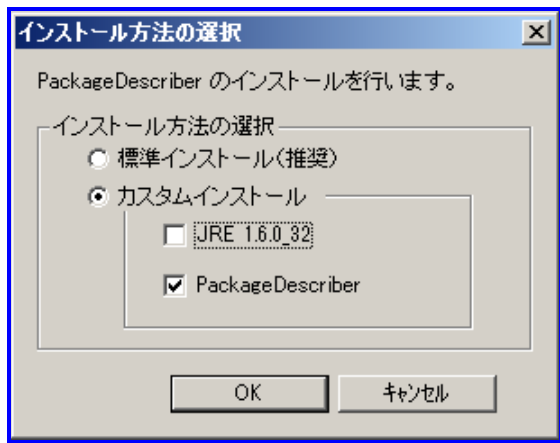 インストール方法の選択
PackageDescriber のインストールを行います。
インストール方法の選択
標準インストール(推奨)
カスタムインストール
JRE 1.6.0_32
PackageDescriber
OK
キャンセル